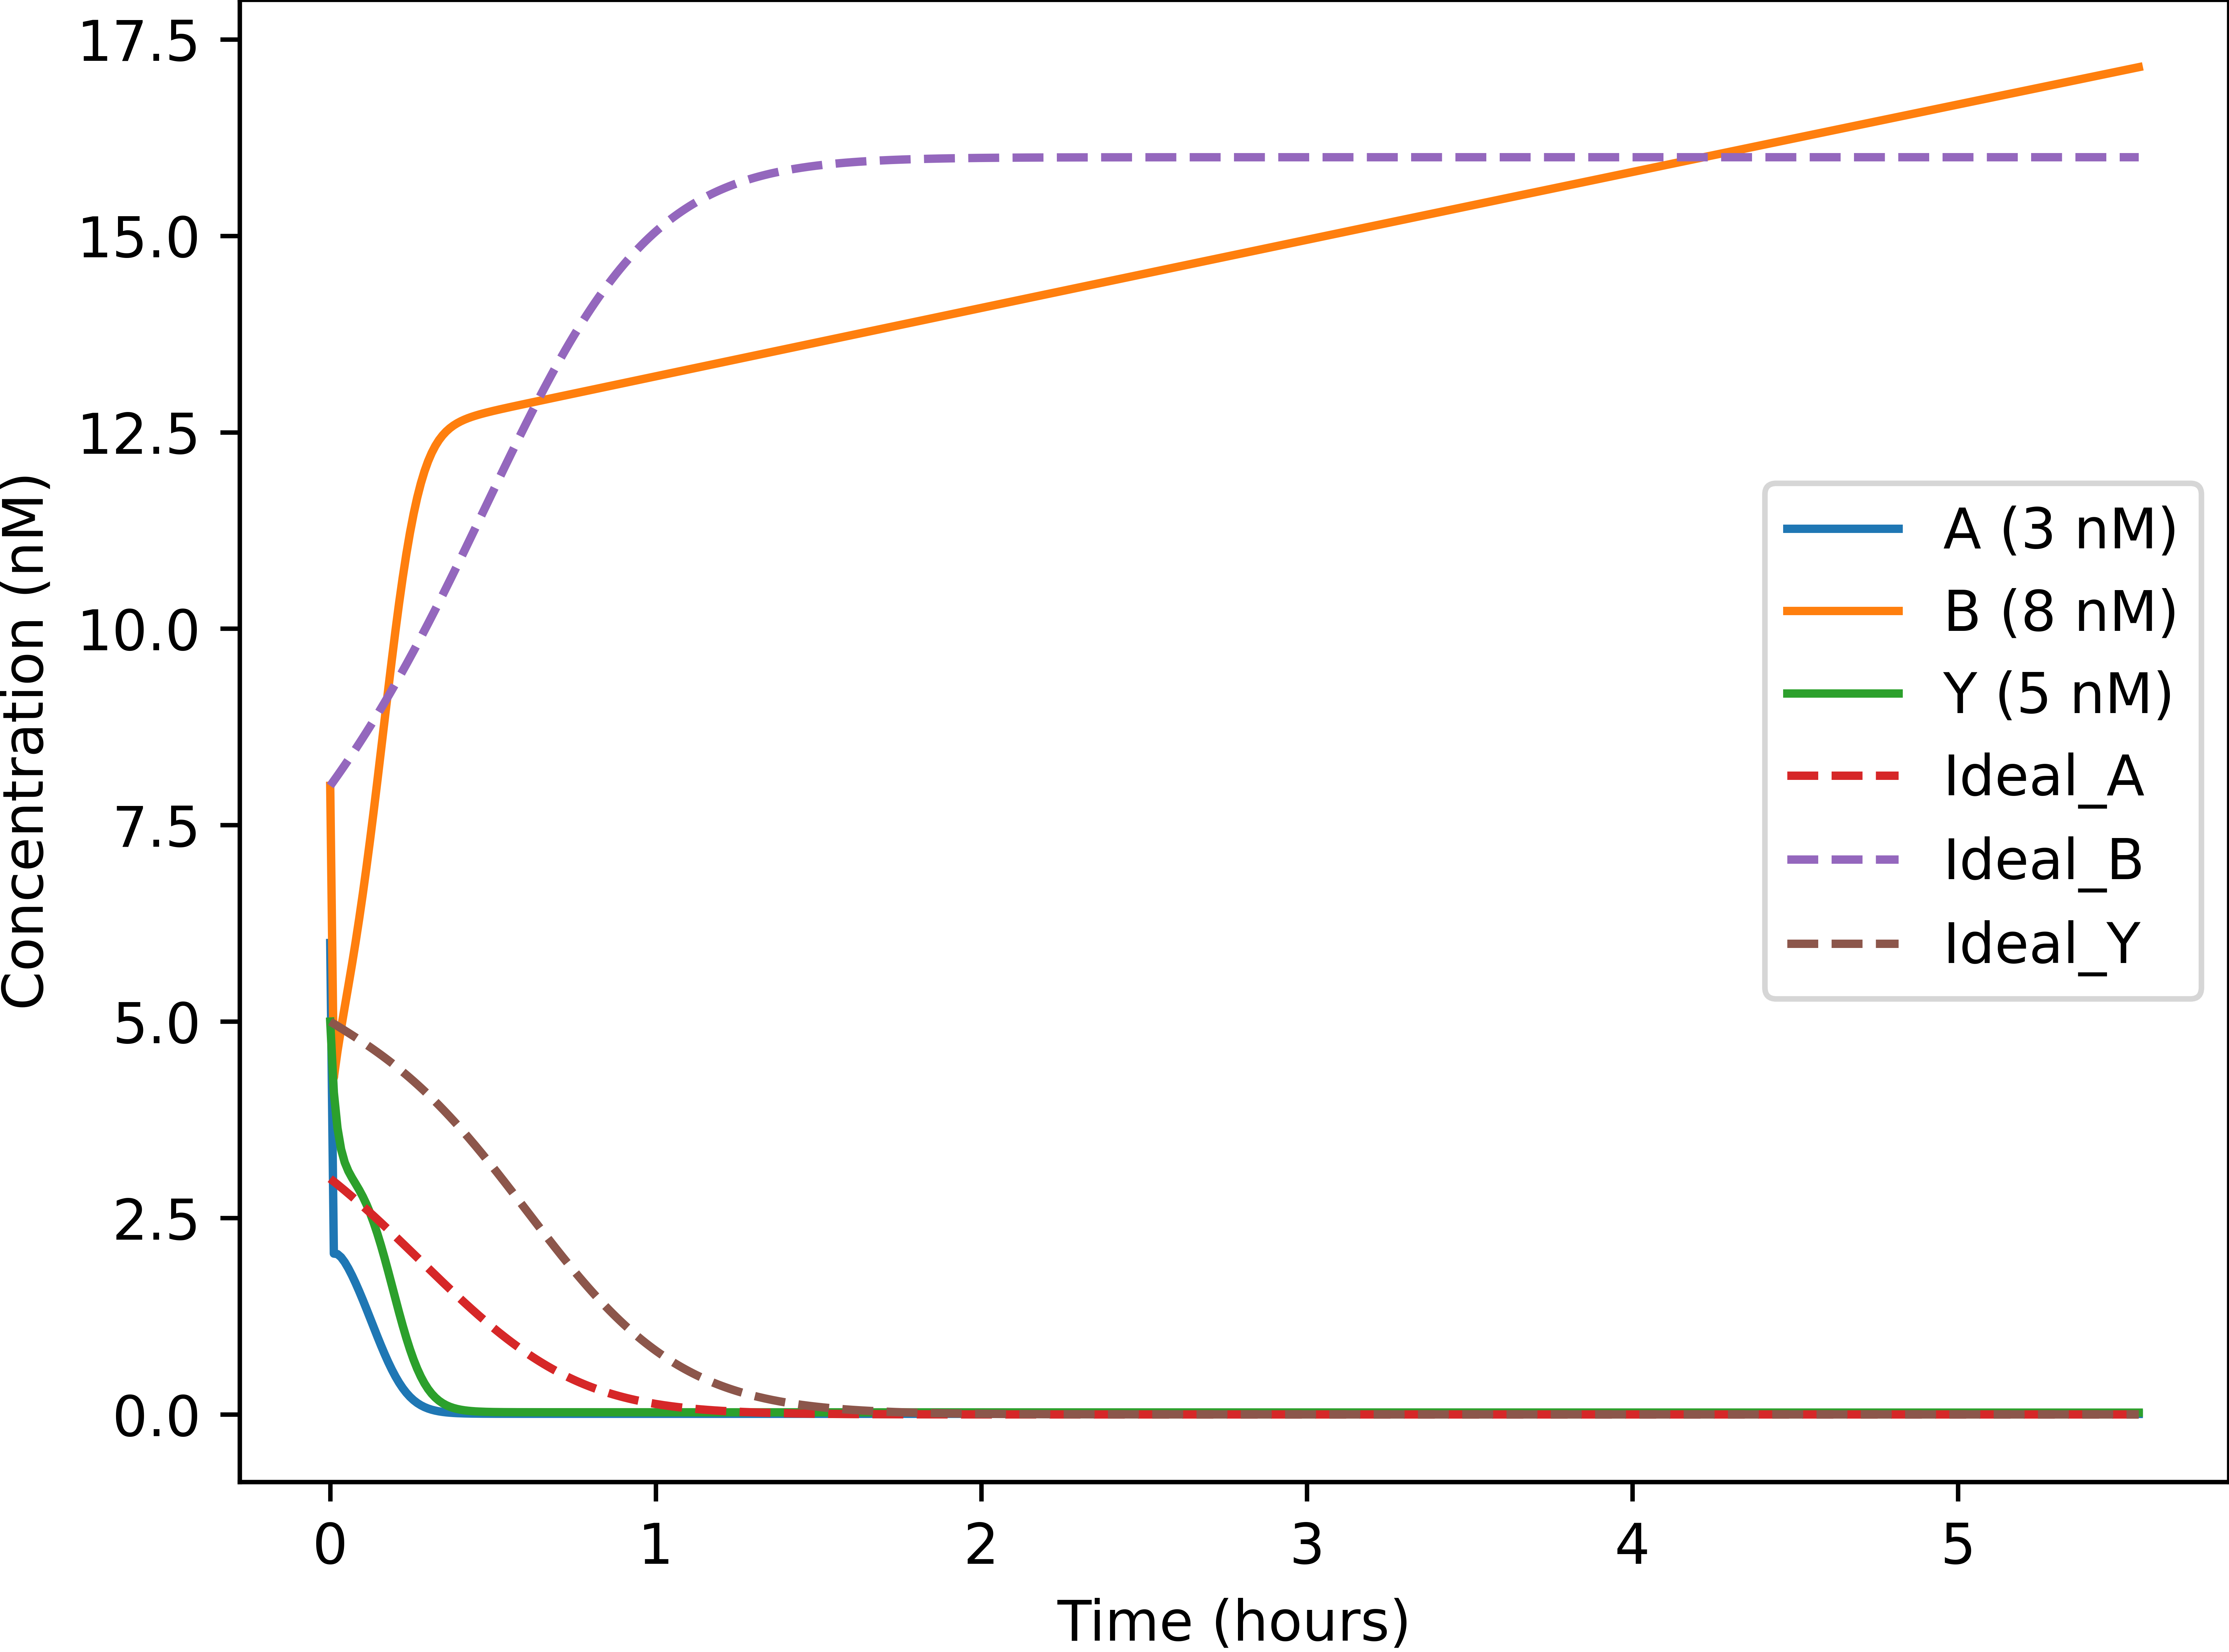 17.5
15.0
12.5
10.0
7.5
5.0
2.5
0.0
Concentration (nM)
0 1 2 3 4 5
Time (hours)
A (3 nM)
B (8 nM)
Y (5 nM)
Ideal_A
Ideal_B
Ideal_Y